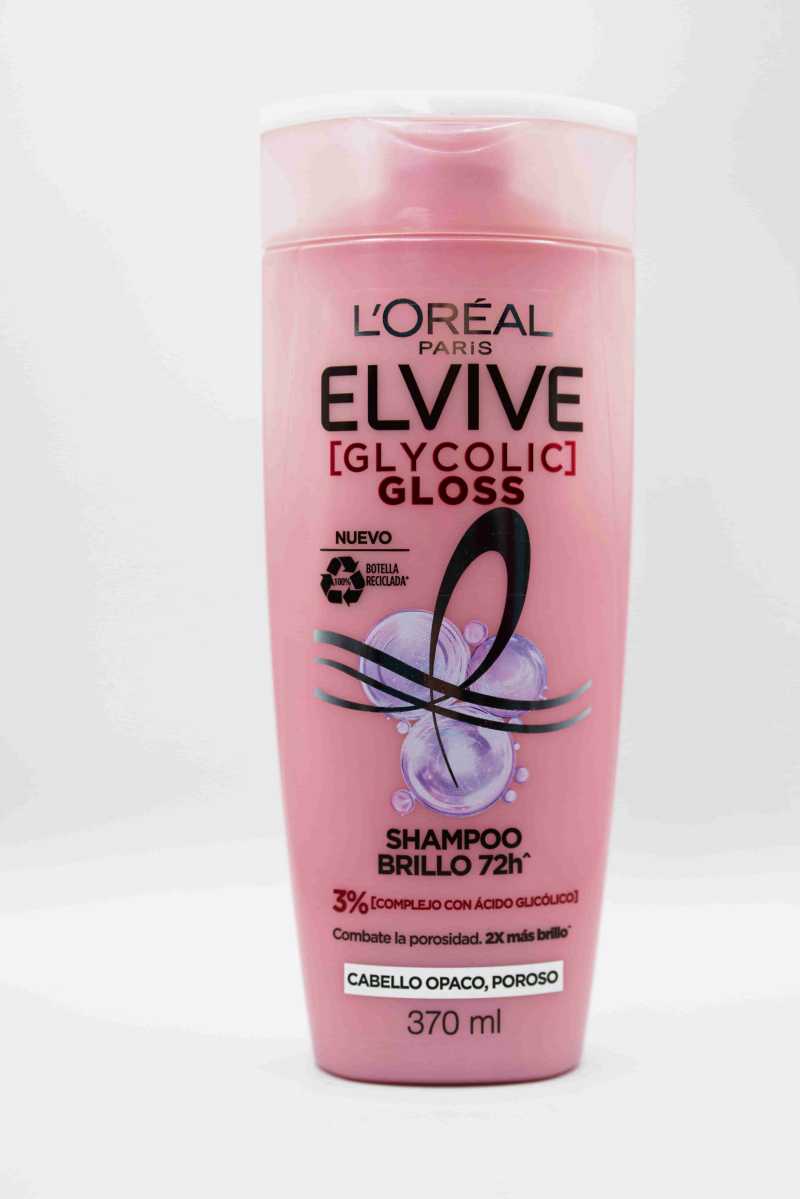 L'ORÉAL
PARiS
ELVIVE
[GLYCOLIC]
GLOSS
NUEVO
100%
BOTELLA
RECICLADA*
SHAMPOO
BRILLO 72h^
3% [COMPLEJO CON ÁCIDO GLICÓLICO]
Combate la porosidad. 2X más brillo^
CABELLO OPACO, POROSO
370 ml